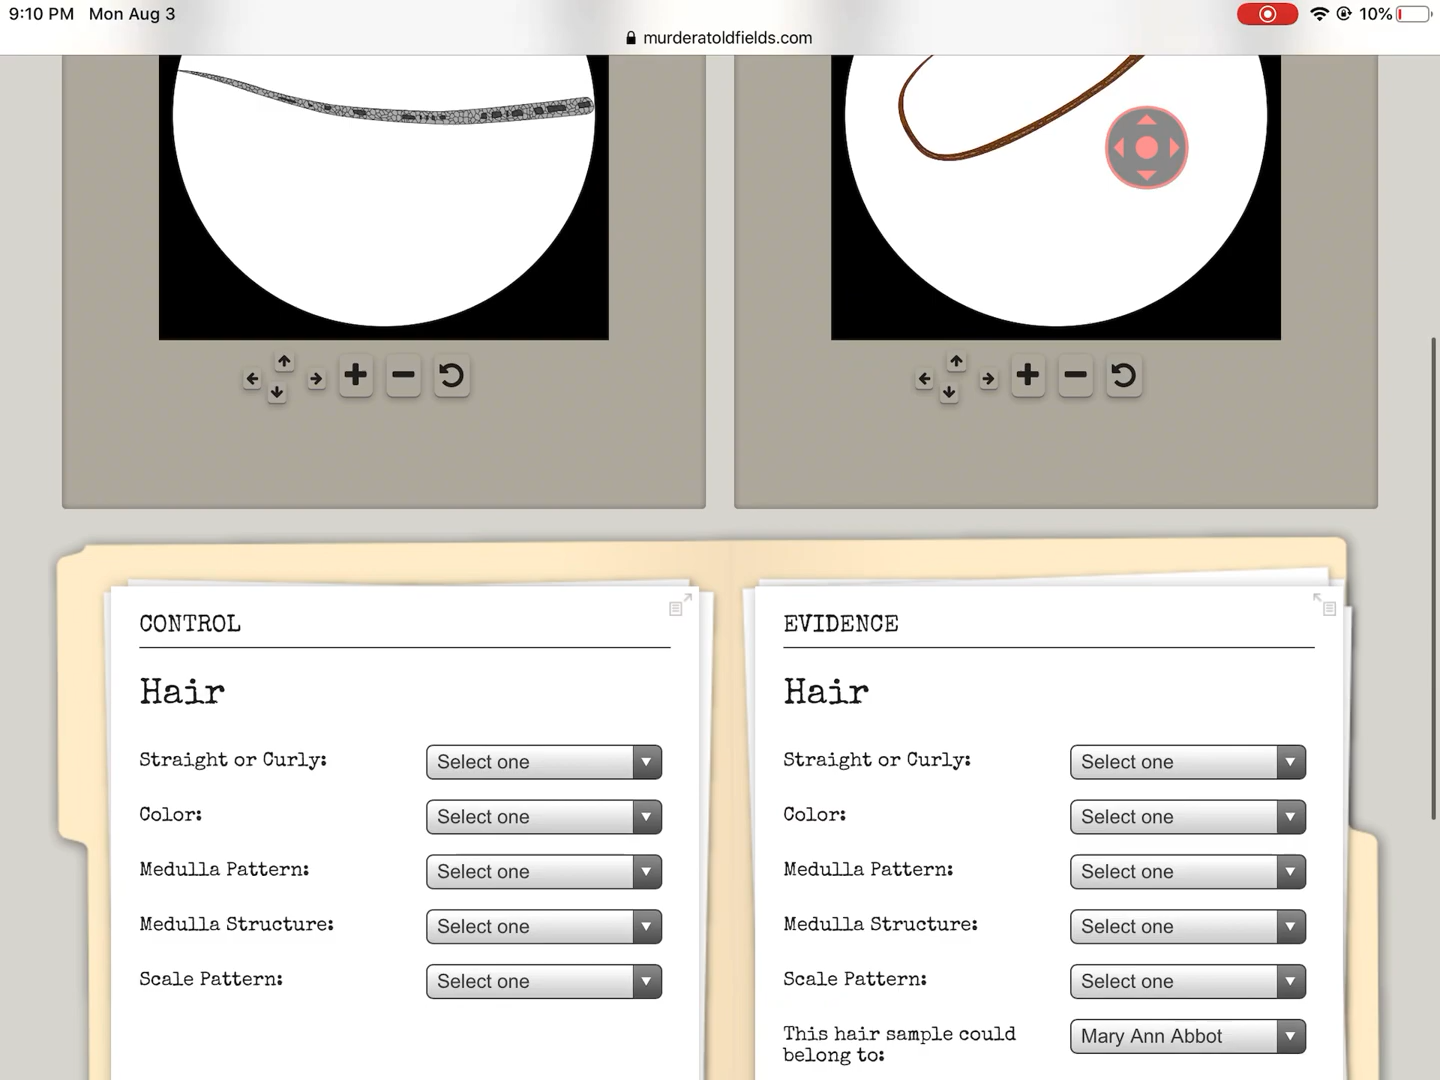 9:10 PM Mon Aug 3
10%
murderatoldfields.com
CONTROL
Hair
Straight or Curly: Select one
Color: Select one
Medulla Pattern: Select one
Medulla Structure: Select one
Scale Pattern: Select one
EVIDENCE
Hair
Straight or Curly: Select one
Color: Select one
Medulla Pattern: Select one
Medulla Structure: Select one
Scale Pattern: Select one
This hair sample could Mary Ann Abbot
belong to: